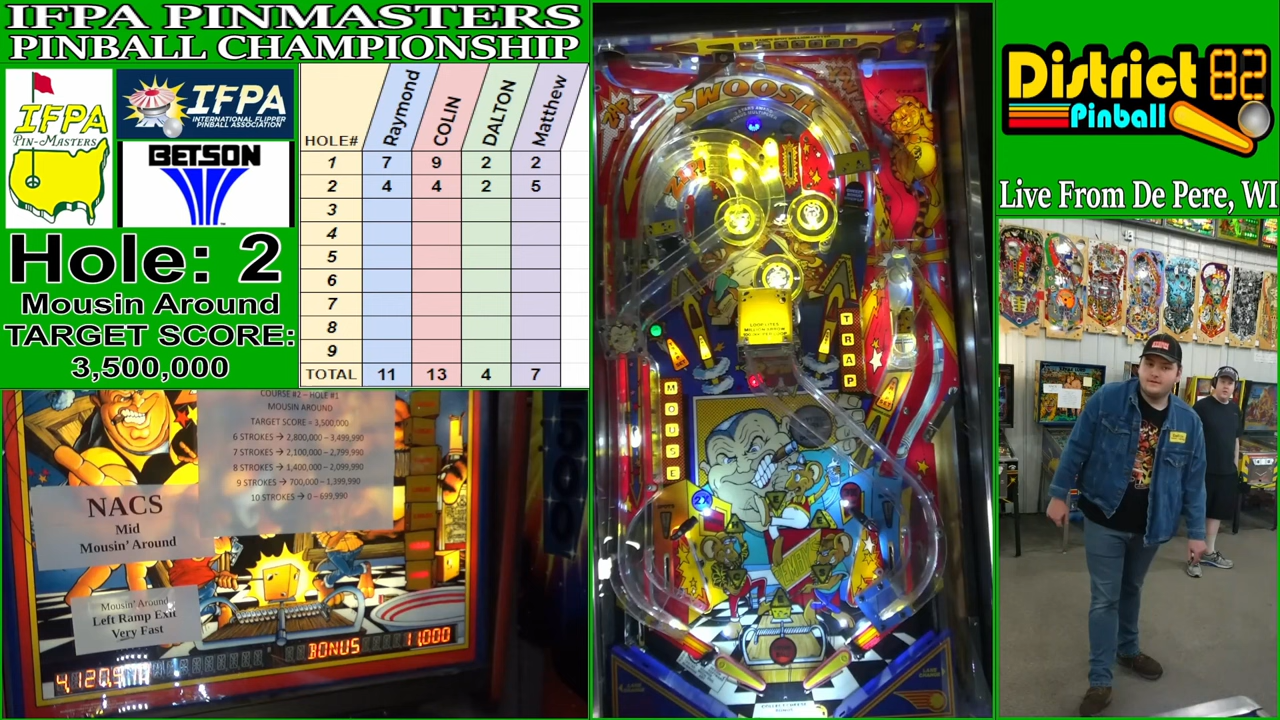 IFPA PINMASTERS
PINBALL CHAMPIONSHIP
IFPA
PIN-MASTERS
IFPA
INTERNATIONAL FLIPPER
PINBALL ASSOCIATION
BETSON
Hole: 2
Mousin Around
TARGET SCORE:
3,500,000
HOLE# Raymond COLIN DALTON Matthew
1 7 9 2 2
2 4 4 2 5
3
4
5
6
7
8
9
TOTAL 11 13 4 7
COURSE #2 – HOLE #1
MOUSIN AROUND
TARGET SCORE = 3,500,000
6 STROKES → 2,800,000 – 3,499,990
7 STROKES → 2,100,000 – 2,799,990
8 STROKES → 1,400,000 – 2,099,990
9 STROKES → 700,000 – 1,399,990
10 STROKES → 0 – 699,990
NACS
Mid
Mousin' Around
Mousin' Around
Left Ramp Exit
Very Fast
BONUS 11,000
SWOOSH
ZIP
TRAP
MOUSE
2X
District 82
Pinball
Live From De Pere, WI